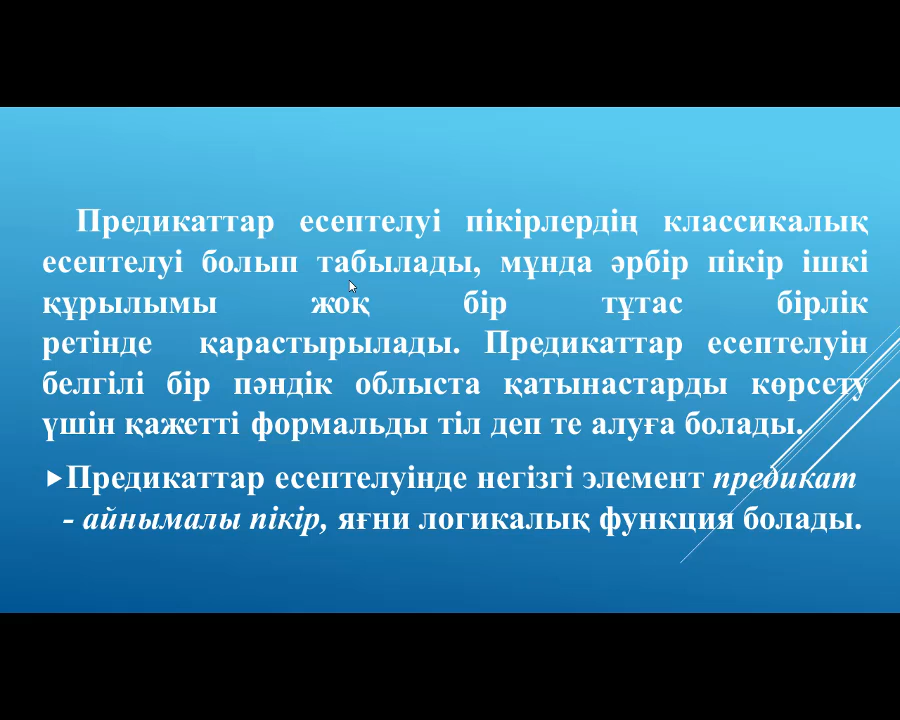 Предикаттар есептелуі пікірлердің классикалық
есептелуі болып табылады, мұнда әрбір пікір ішкі
құрылымы жоқ бір тұтас бірлік
ретінде қарастырылады. Предикаттар есептелуін
белгілі бір пәндік облыста қатынастарды көрсету
үшін қажетті формальды тіл деп те алуға болады.
Предикаттар есептелуінде негізгі элемент предикат
- айнымалы пікір, яғни логикалық функция болады.